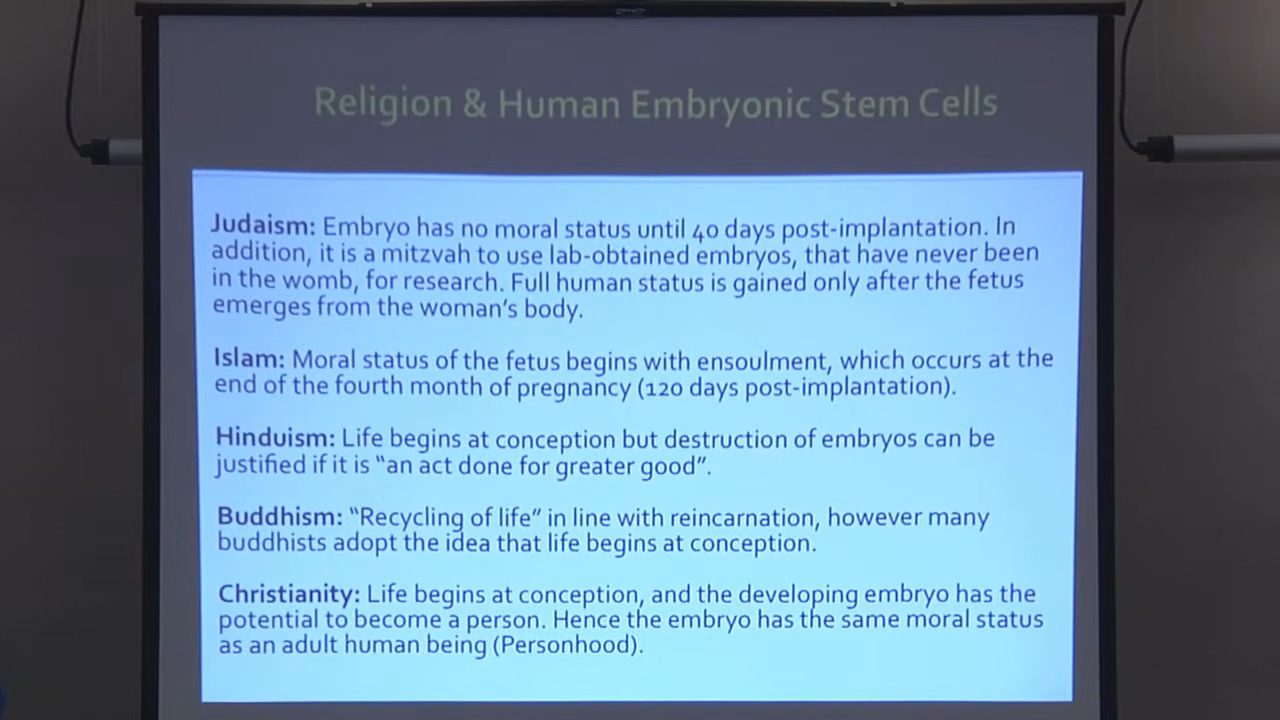 Religion & Human Embryonic Stem Cells
Judaism: Embryo has no moral status until 40 days post-implantation. In
addition, it is a mitzvah to use lab-obtained embryos, that have never been
in the womb, for research. Full human status is gained only after the fetus
emerges from the woman's body.
Islam: Moral status of the fetus begins with ensoulment, which occurs at the
end of the fourth month of pregnancy (120 days post-implantation).
Hinduism: Life begins at conception but destruction of embryos can be
justified if it is "an act done for greater good".
Buddhism: "Recycling of life" in line with reincarnation, however many
buddhists adopt the idea that life begins at conception.
Christianity: Life begins at conception, and the developing embryo has the
potential to become a person. Hence the embryo has the same moral status
as an adult human being (Personhood).